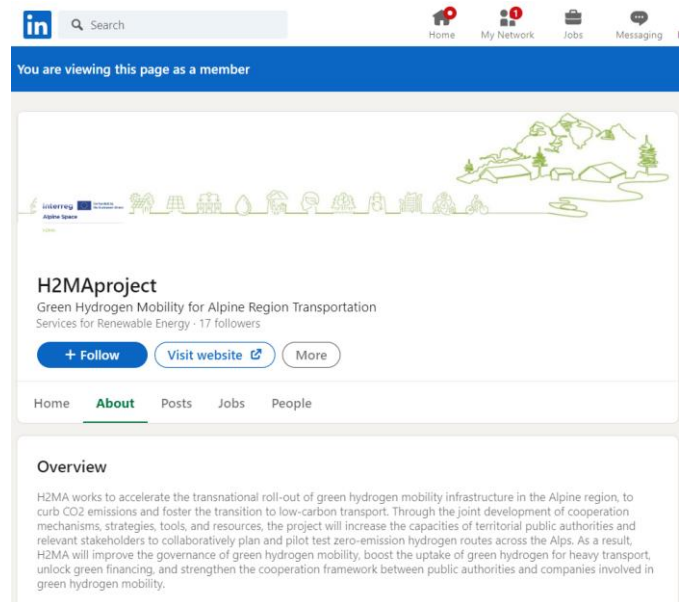 in
Search
Home
1
My Network
Jobs
Messaging
You are viewing this page as a member
Interreg
Alpine Space
H2MAproject
Green Hydrogen Mobility for Alpine Region Transportation
Services for Renewable Energy · 17 followers
+ Follow
Visit website
More
Home About Posts Jobs People
Overview
H2MA works to accelerate the transnational roll-out of green hydrogen mobility infrastructure in the Alpine region, to
curb CO2 emissions and foster the transition to low-carbon transport. Through the joint development of cooperation
mechanisms, strategies, tools, and resources, the project will increase the capacities of territorial public authorities and
relevant stakeholders to collaboratively plan and pilot test zero-emission hydrogen routes across the Alps. As a result,
H2MA will improve the governance of green hydrogen mobility, boost the uptake of green hydrogen for heavy transport,
unlock green financing, and strengthen the cooperation framework between public authorities and companies involved in
green hydrogen mobility.